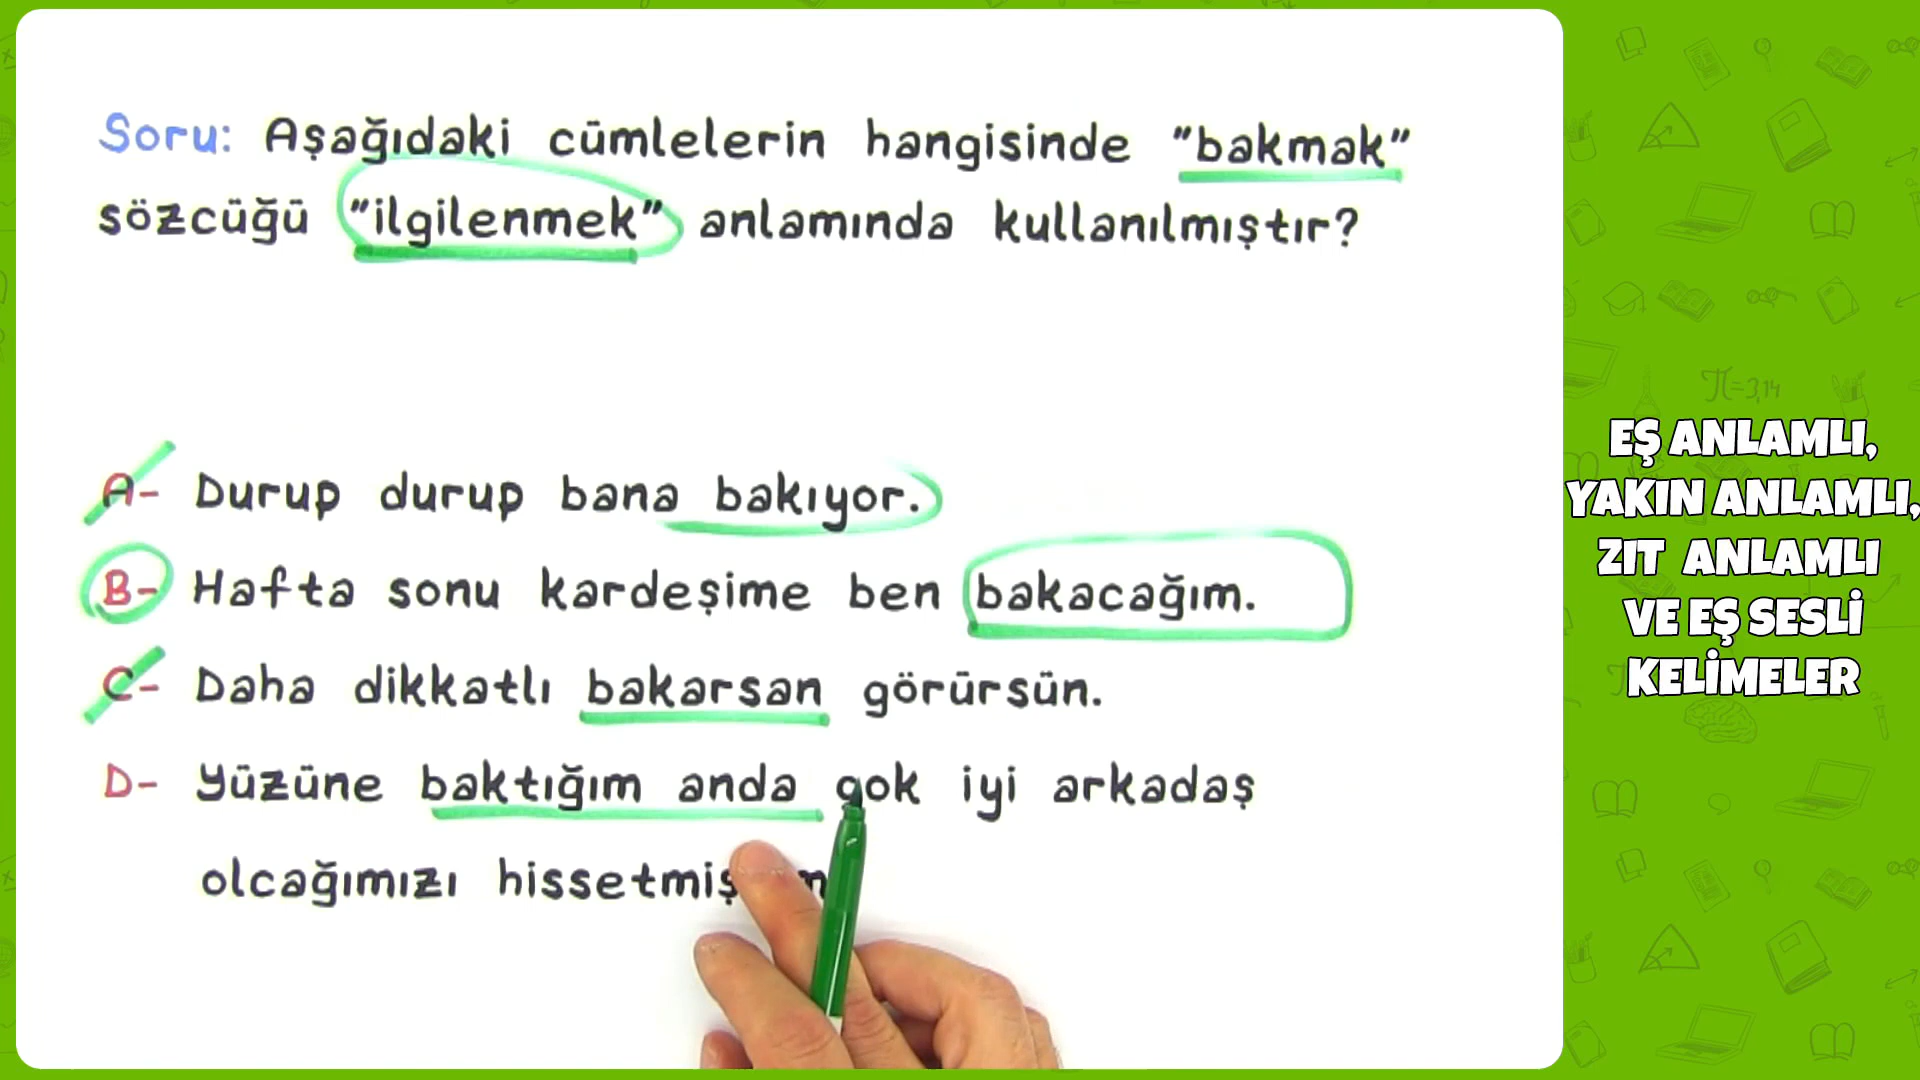 Soru: Aşağıdaki cümlelerin hangisinde "bakmak"
sözcüğü "ilgilenmek" anlamında kullanılmıştır?
A- Durup durup bana bakıyor.
B- Hafta sonu kardeşime ben bakacağım.
C- Daha dikkatlı bakarsan görürsün.
D- Yüzüne baktığım anda çok iyi arkadaş
olcağımızı
EŞ ANLAMLI,
YAKIN ANLAMLI,
ZIT ANLAMLI
VE EŞ SESLİ
KELİMELER
π=3,14